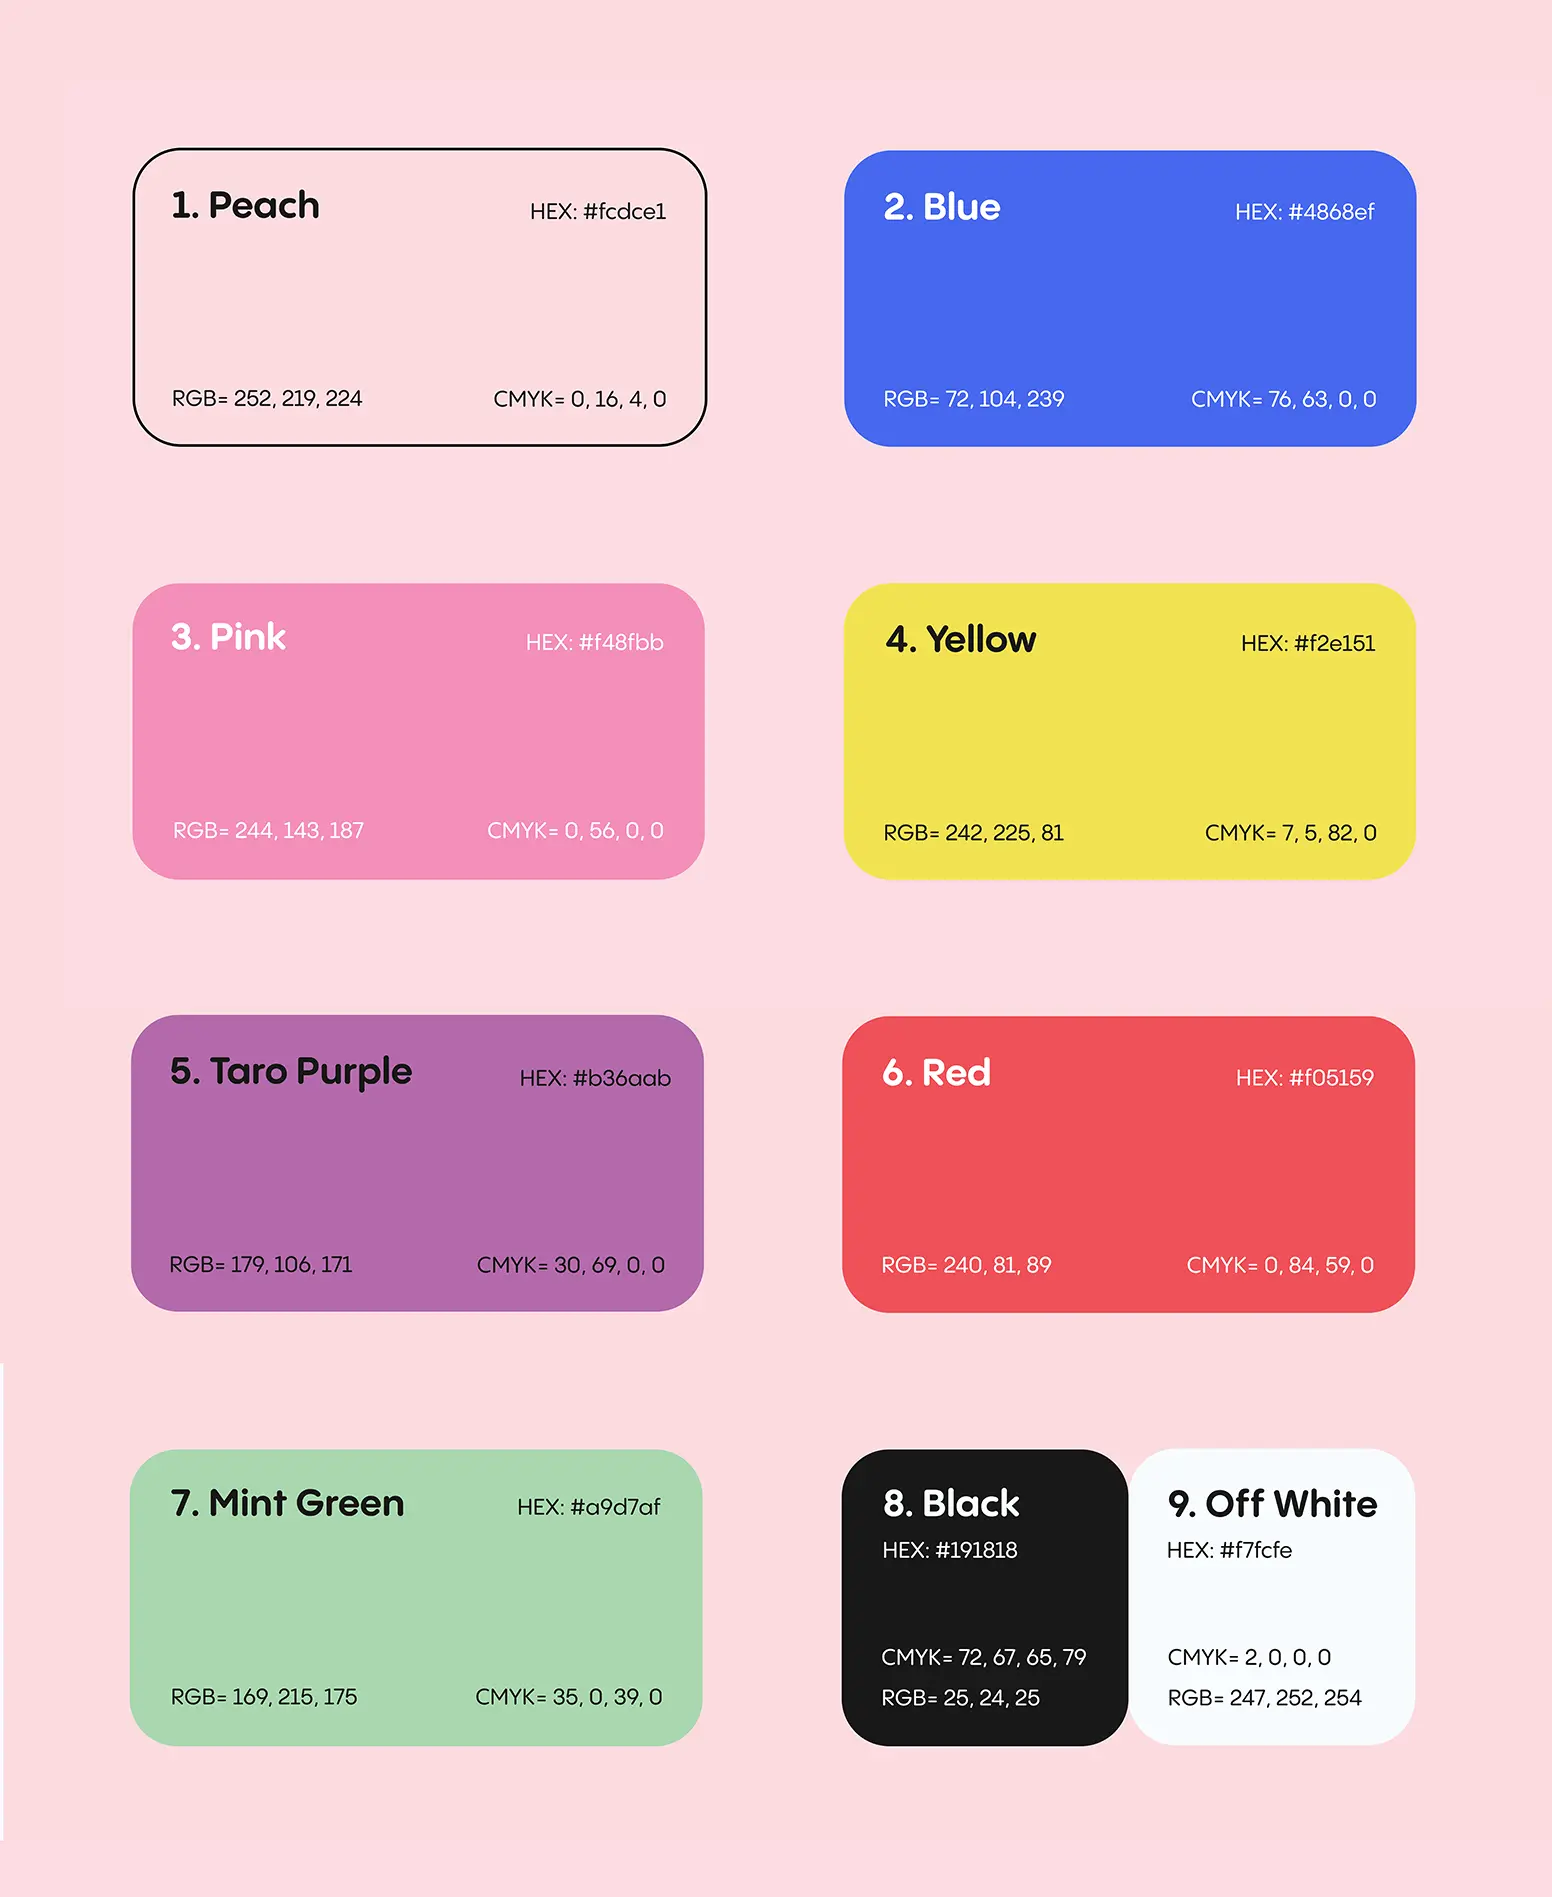 1. Peach
HEX: #fcdce1
RGB= 252, 219, 224
CMYK= 0, 16, 4, 0
2. Blue
HEX: #4868ef
RGB= 72, 104, 239
CMYK= 76, 63, 0, 0
3. Pink
HEX: #f48fbb
RGB= 244, 143, 187
CMYK= 0, 56, 0, 0
4. Yellow
HEX: #f2e151
RGB= 242, 225, 81
CMYK= 7, 5, 82, 0
5. Taro Purple
HEX: #b36aab
RGB= 179, 106, 171
CMYK= 30, 69, 0, 0
6. Red
HEX: #f05159
RGB= 240, 81, 89
CMYK= 0, 84, 59, 0
7. Mint Green
HEX: #a9d7af
RGB= 169, 215, 175
CMYK= 35, 0, 39, 0
8. Black
HEX: #191818
CMYK= 72, 67, 65, 79
RGB= 25, 24, 25
9. Off White
HEX: #f7fcfe
CMYK= 2, 0, 0, 0
RGB= 247, 252, 254